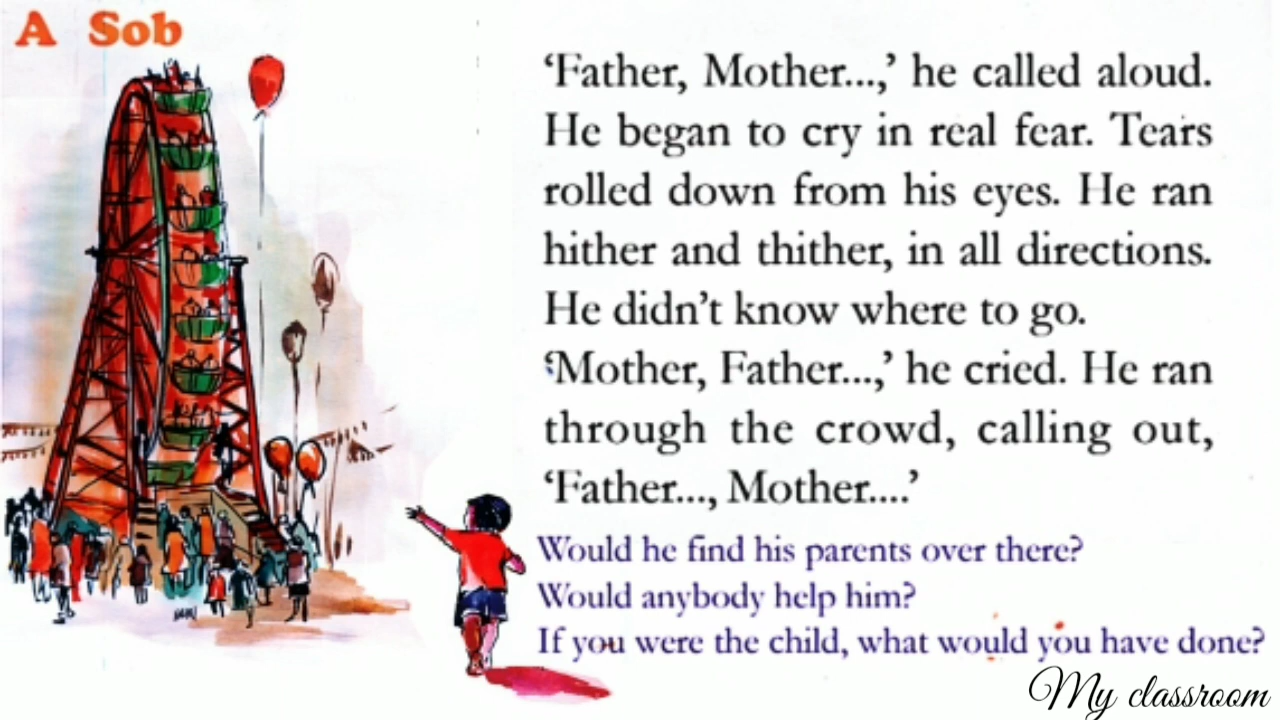 A Sob
‘Father, Mother...,’ he called aloud.
He began to cry in real fear. Tears
rolled down from his eyes. He ran
hither and thither, in all directions.
He didn’t know where to go.
‘Mother, Father...,’ he cried. He ran
through the crowd, calling out,
‘Father..., Mother....’
Would he find his parents over there?
Would anybody help him?
If you were the child, what would you have done?
My classroom